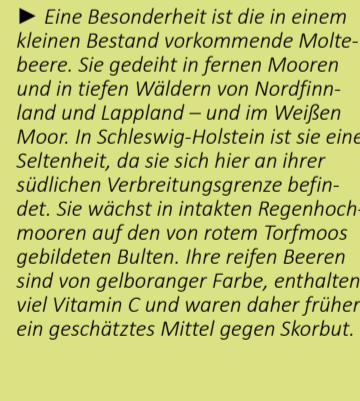 ► Eine Besonderheit ist die in einem
kleinen Bestand vorkommende Molte-
beere. Sie gedeiht in fernen Mooren
und in tiefen Wäldern von Nordfinn-
land und Lappland – und im Weißen
Moor. In Schleswig-Holstein ist sie eine
Seltenheit, da sie sich hier an ihrer
südlichen Verbreitungsgrenze befin-
det. Sie wächst in intakten Regenhoch-
mooren auf den von rotem Torfmoos
gebildeten Bulten. Ihre reifen Beeren
sind von gelboranger Farbe, enthalten
viel Vitamin C und waren daher früher
ein geschätztes Mittel gegen Skorbut.